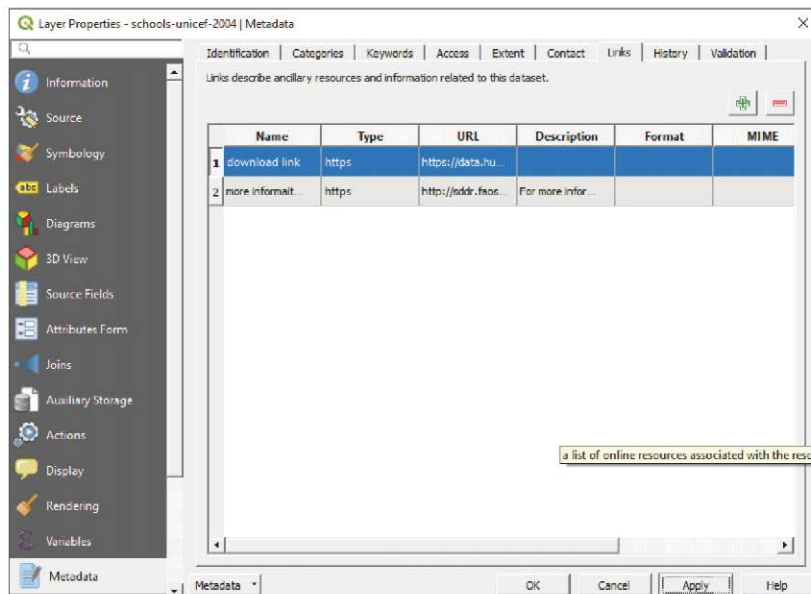 Layer Properties - schools-unicef-2004 | Metadata
Identification | Categories | Keywords | Access | Extent | Contact | Links | History | Validation
Links describe ancillary resources and information related to this dataset.
Information
Source
Symbology
abc Labels
Diagrams
3D View
Source Fields
Attributes Form
Joins
Auxiliary Storage
Actions
Display
Rendering
Variables
Metadata
Name Type URL Description Format MIME
1 download link https https://data.hu...
2 more informait... https http://sddr.faos... For more infor...
a list of online resources associated with the reso
Metadata OK Cancel Apply Help